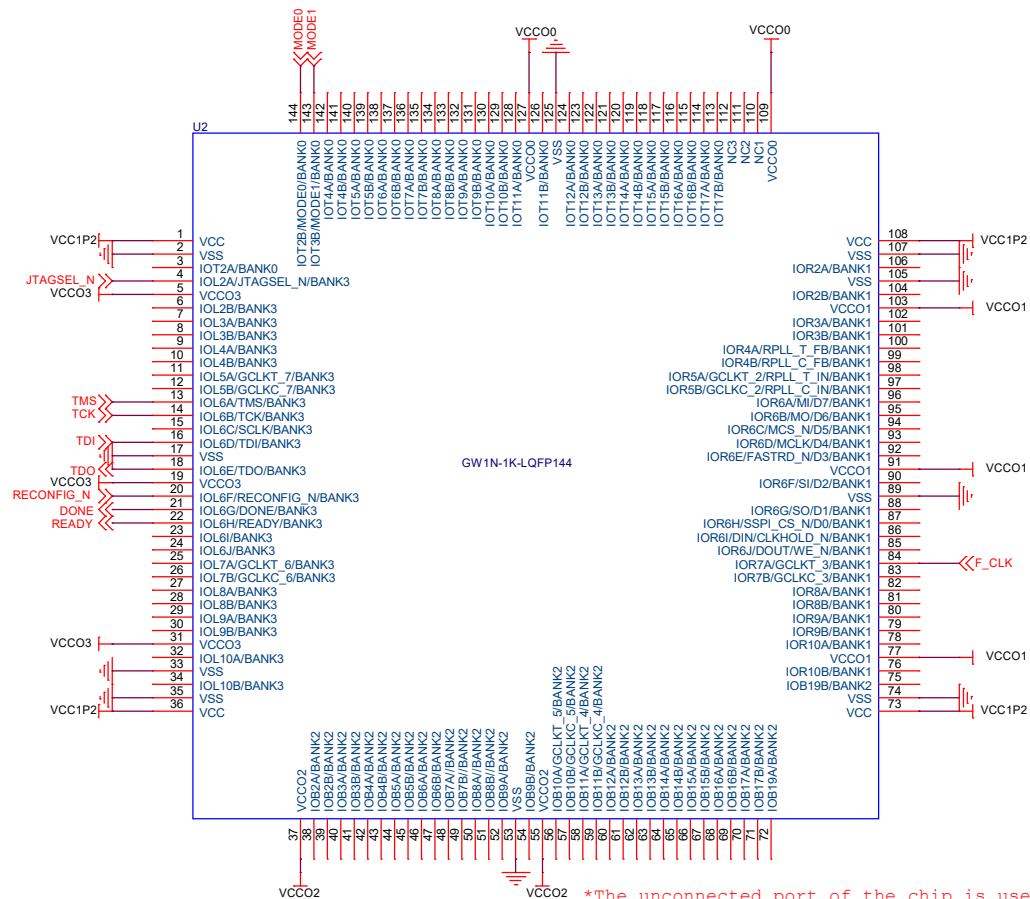 MODE0
MODE1
VCCO0
VCCO0
144
143
142
141
140
139
138
137
136
135
134
133
132
131
130
129
128
127
126
125
124
123
122
121
120
119
118
117
116
115
114
113
112
111
110
109
U2
IOT2B/MODE0/BANK0
IOT3B/MODE1/BANK0
IOT4A/BANK0
IOT4B/BANK0
IOT5A/BANK0
IOT5B/BANK0
IOT6A/BANK0
IOT6B/BANK0
IOT7A/BANK0
IOT7B/BANK0
IOT8A/BANK0
IOT8B/BANK0
IOT9A/BANK0
IOT9B/BANK0
IOT10A/BANK0
IOT10B/BANK0
IOT11A/BANK0
VCCO0
IOT11B/BANK0
VSS
IOT12A/BANK0
IOT12B/BANK0
IOT13A/BANK0
IOT13B/BANK0
IOT14A/BANK0
IOT14B/BANK0
IOT15A/BANK0
IOT15B/BANK0
IOT16A/BANK0
IOT16B/BANK0
IOT17A/BANK0
IOT17B/BANK0
NC3
NC2
NC1
VCCO0
VCC1P2 1 VCC
2 VSS
3 IOT2A/BANK0
JTAGSEL_N 4 IOL2A/JTAGSEL_N/BANK3
VCCO3 5 VCCO3
6 IOL2B/BANK3
7 IOL3A/BANK3
8 IOL3B/BANK3
9 IOL4A/BANK3
10 IOL4B/BANK3
11 IOL5A/GCLKT_7/BANK3
12 IOL5B/GCLKC_7/BANK3
TMS 13 IOL6A/TMS/BANK3
TCK 14 IOL6B/TCK/BANK3
15 IOL6C/SCLK/BANK3
TDI 16 IOL6D/TDI/BANK3
17 VSS
TDO 18 IOL6E/TDO/BANK3
VCCO3 19 VCCO3
RECONFIG_N 20 IOL6F/RECONFIG_N/BANK3
DONE 21 IOL6G/DONE/BANK3
READY 22 IOL6H/READY/BANK3
23 IOL6I/BANK3
24 IOL6J/BANK3
25 IOL7A/GCLKT_6/BANK3
26 IOL7B/GCLKC_6/BANK3
27 IOL8A/BANK3
28 IOL8B/BANK3
29 IOL9A/BANK3
30 IOL9B/BANK3
VCCO3 31 VCCO3
32 IOL10A/BANK3
33 VSS
34 IOL10B/BANK3
35 VSS
VCC1P2 36 VCC
GW1N-1K-LQFP144
VCC 108 VCC1P2
VSS 107
IOR2A/BANK1 106
VSS 105
IOR2B/BANK1 104
VCCO1 103 VCCO1
IOR3A/BANK1 102
IOR3B/BANK1 101
IOR4A/RPLL_T_FB/BANK1 100
IOR4B/RPLL_C_FB/BANK1 99
IOR5A/GCLKT_2/RPLL_T_IN/BANK1 98
IOR5B/GCLKC_2/RPLL_C_IN/BANK1 97
IOR6A/MI/D7/BANK1 96
IOR6B/MO/D6/BANK1 95
IOR6C/MCS_N/D5/BANK1 94
IOR6D/MCLK/D4/BANK1 93
IOR6E/FASTRD_N/D3/BANK1 92
VCCO1 91 VCCO1
IOR6F/SI/D2/BANK1 90
VSS 89
IOR6G/SO/D1/BANK1 88
IOR6H/SSPI_CS_N/D0/BANK1 87
IOR6I/DIN/CLKHOLD_N/BANK1 86
IOR6J/DOUT/WE_N/BANK1 85
IOR7A/GCLKT_3/BANK1 84 F_CLK
IOR7B/GCLKC_3/BANK1 83
IOR8A/BANK1 82
IOR8B/BANK1 81
IOR9A/BANK1 80
IOR9B/BANK1 79
IOR10A/BANK1 78
VCCO1 77 VCCO1
IOR10B/BANK1 76
IOB19B/BANK2 75
VSS 74
VCC 73 VCC1P2
VCCO2
IOB2A/BANK2
IOB2B/BANK2
IOB3A/BANK2
IOB3B/BANK2
IOB4A/BANK2
IOB4B/BANK2
IOB5A/BANK2
IOB5B/BANK2
IOB6A/BANK2
IOB6B/BANK2
IOB7A//BANK2
IOB7B//BANK2
IOB8A//BANK2
IOB8B//BANK2
IOB9A/BANK2
VSS
IOB9B/BANK2
VCCO2
IOB10A/GCLKT_5/BANK2
IOB10B/GCLKC_5/BANK2
IOB11A/GCLKT_4/BANK2
IOB11B/GCLKC_4/BANK2
IOB12A/BANK2
IOB12B/BANK2
IOB13A/BANK2
IOB13B/BANK2
IOB14A/BANK2
IOB14B/BANK2
IOB15A/BANK2
IOB15B/BANK2
IOB16A/BANK2
IOB16B/BANK2
IOB17A/BANK2
IOB17B/BANK2
IOB19A/BANK2
37
38
39
40
41
42
43
44
45
46
47
48
49
50
51
52
53
54
55
56
57
58
59
60
61
62
63
64
65
66
67
68
69
70
71
72
VCCO2
VCCO2
*The unconnected port of the chip is use